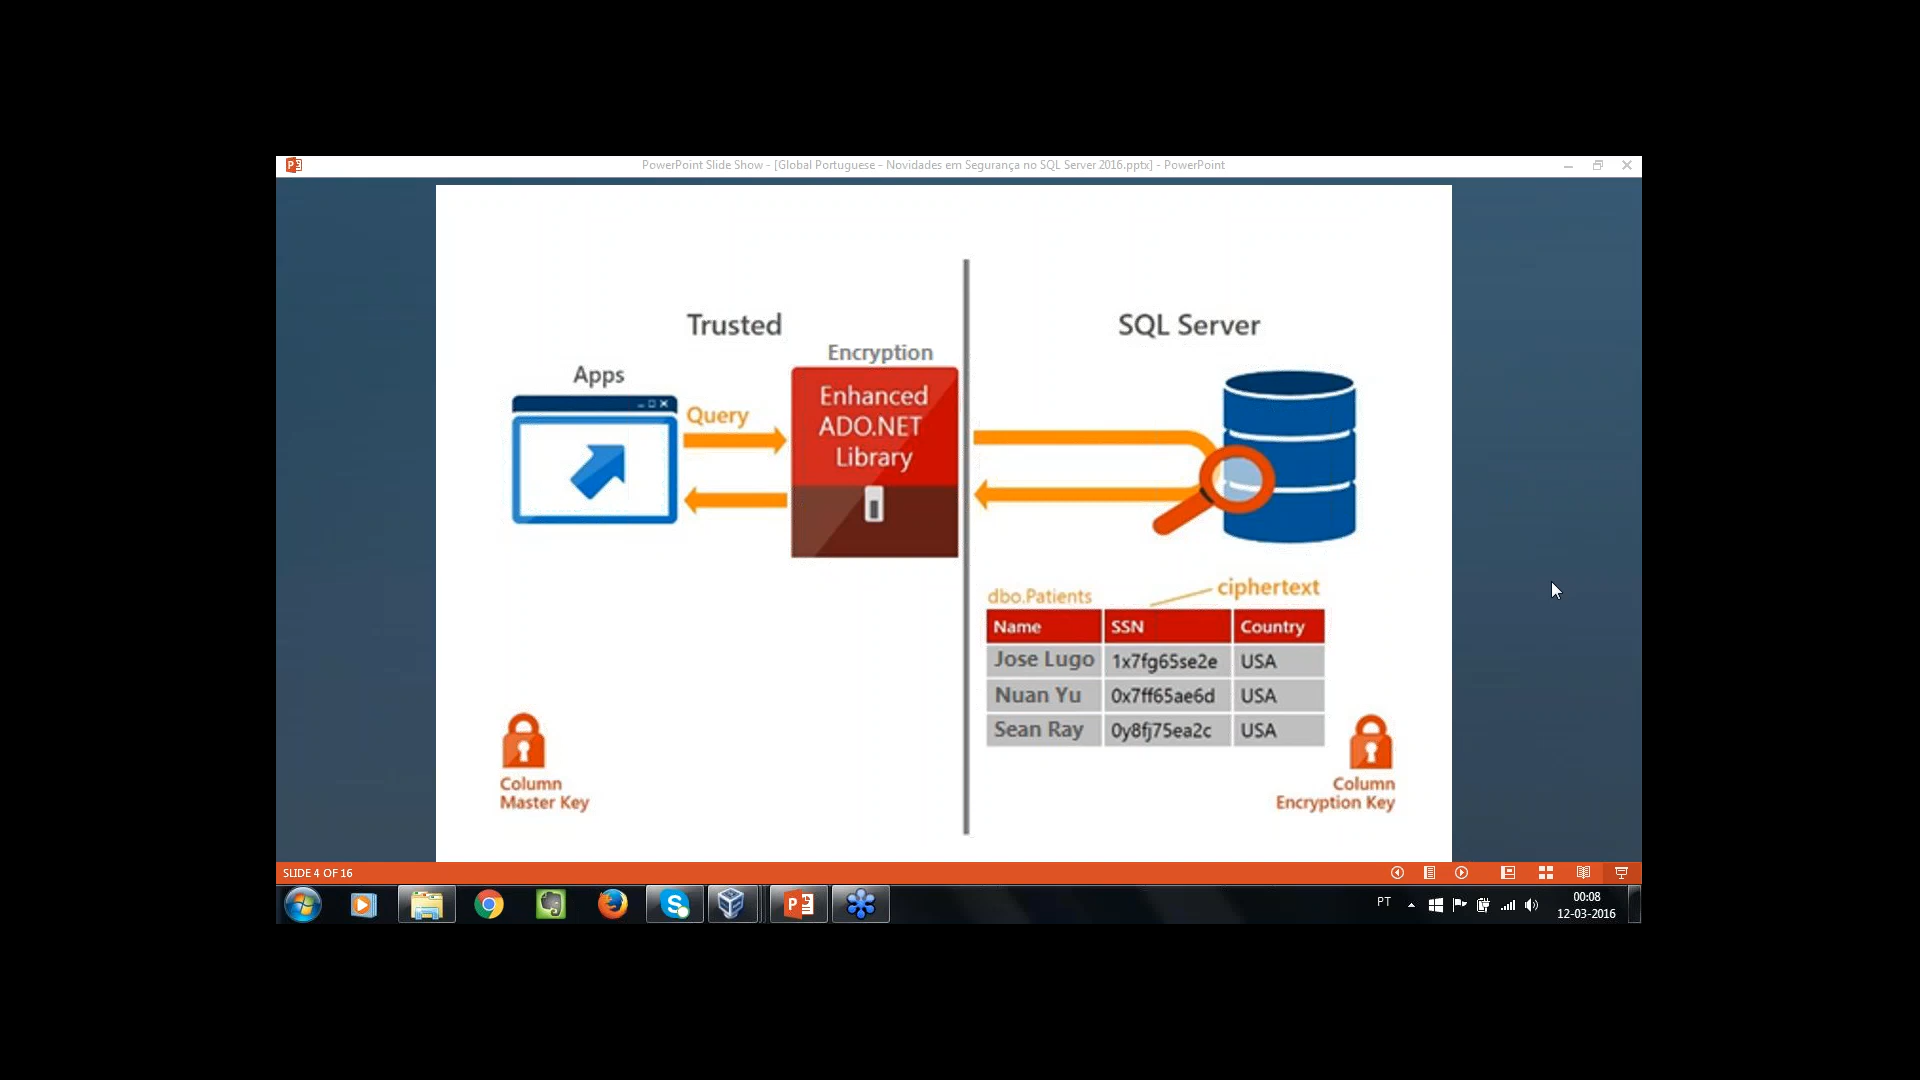 PowerPoint Slide Show - [Global Portuguese - Novidades em Segurança no SQL Server 2016.pptx] - PowerPoint
Trusted
SQL Server
Encryption
Apps
Query
Enhanced
ADO.NET
Library
dbo.Patients
ciphertext
Name SSN Country
Jose Lugo 1x7fg65se2e USA
Nuan Yu 0x7ff65ae6d USA
Sean Ray 0y8fj75ea2c USA
Column
Master Key
Column
Encryption Key
SLIDE 4 OF 16
PT
00:08
12-03-2016